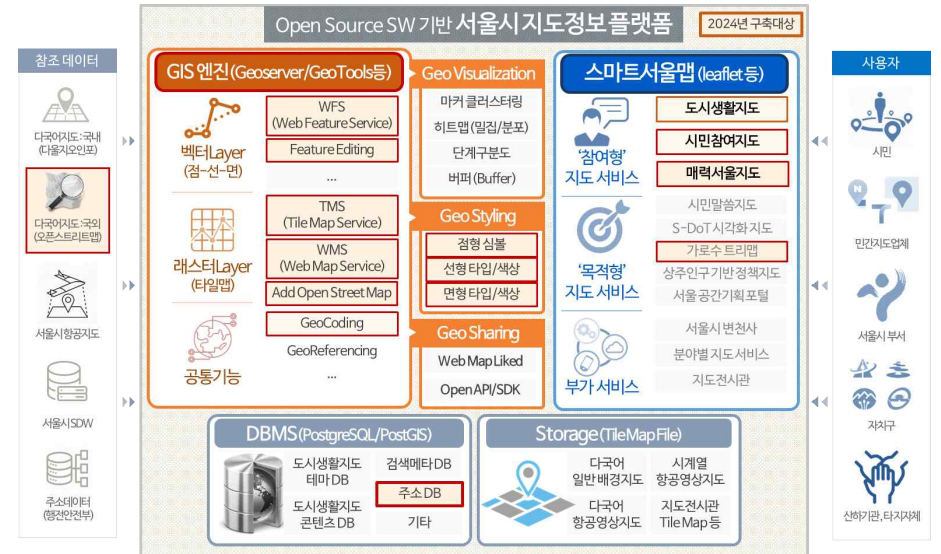 Open Source SW 기반 서울시 지도정보 플랫폼
2024년 구축대상
참조 데이터
다국어지도 : 국내
(다울지오인포)
다국어지도 : 국외
(오픈스트리트맵)
서울시항공지도
서울시SDW
주소데이터
(행전안전부)
GIS 엔진(Geoserver/GeoTools등)
벡터Layer
(점-선-면)
WFS
(Web Feature Service)
Feature Editing
...
래스터Layer
(타일맵)
TMS
(Tile Map Service)
WMS
(Web Map Service)
Add Open Street Map
공통기능
GeoCoding
GeoReferencing
...
Geo Visualization
마커 클러스터링
히트맵 (밀집/분포)
단계구분도
버퍼 (Buffer)
Geo Styling
점형 심볼
선형 타입/색상
면형 타입/색상
Geo Sharing
Web Map Liked
Open API/SDK
스마트서울맵 (leaflet 등)
‘참여형’
지도 서비스
도시생활지도
시민참여지도
매력서울지도
‘목적형’
지도 서비스
시민말씀지도
S-DoT 시각화 지도
가로수 트리맵
상주인구 기반 정책지도
서울 공간기획 포털
부가 서비스
서울시 변천사
분야별 지도 서비스
지도전시관
DBMS (PostgreSQL/PostGIS)
도시생활지도
테마 DB
도시생활지도
콘텐츠 DB
검색메타 DB
주소 DB
기타
Storage (Tile Map File)
다국어
일반 배경지도
다국어
항공영상지도
시계열
항공영상지도
지도전시관
Tile Map 등
사용자
시민
민간지도업체
서울시 부서
자치구
산하기관, 타지자체